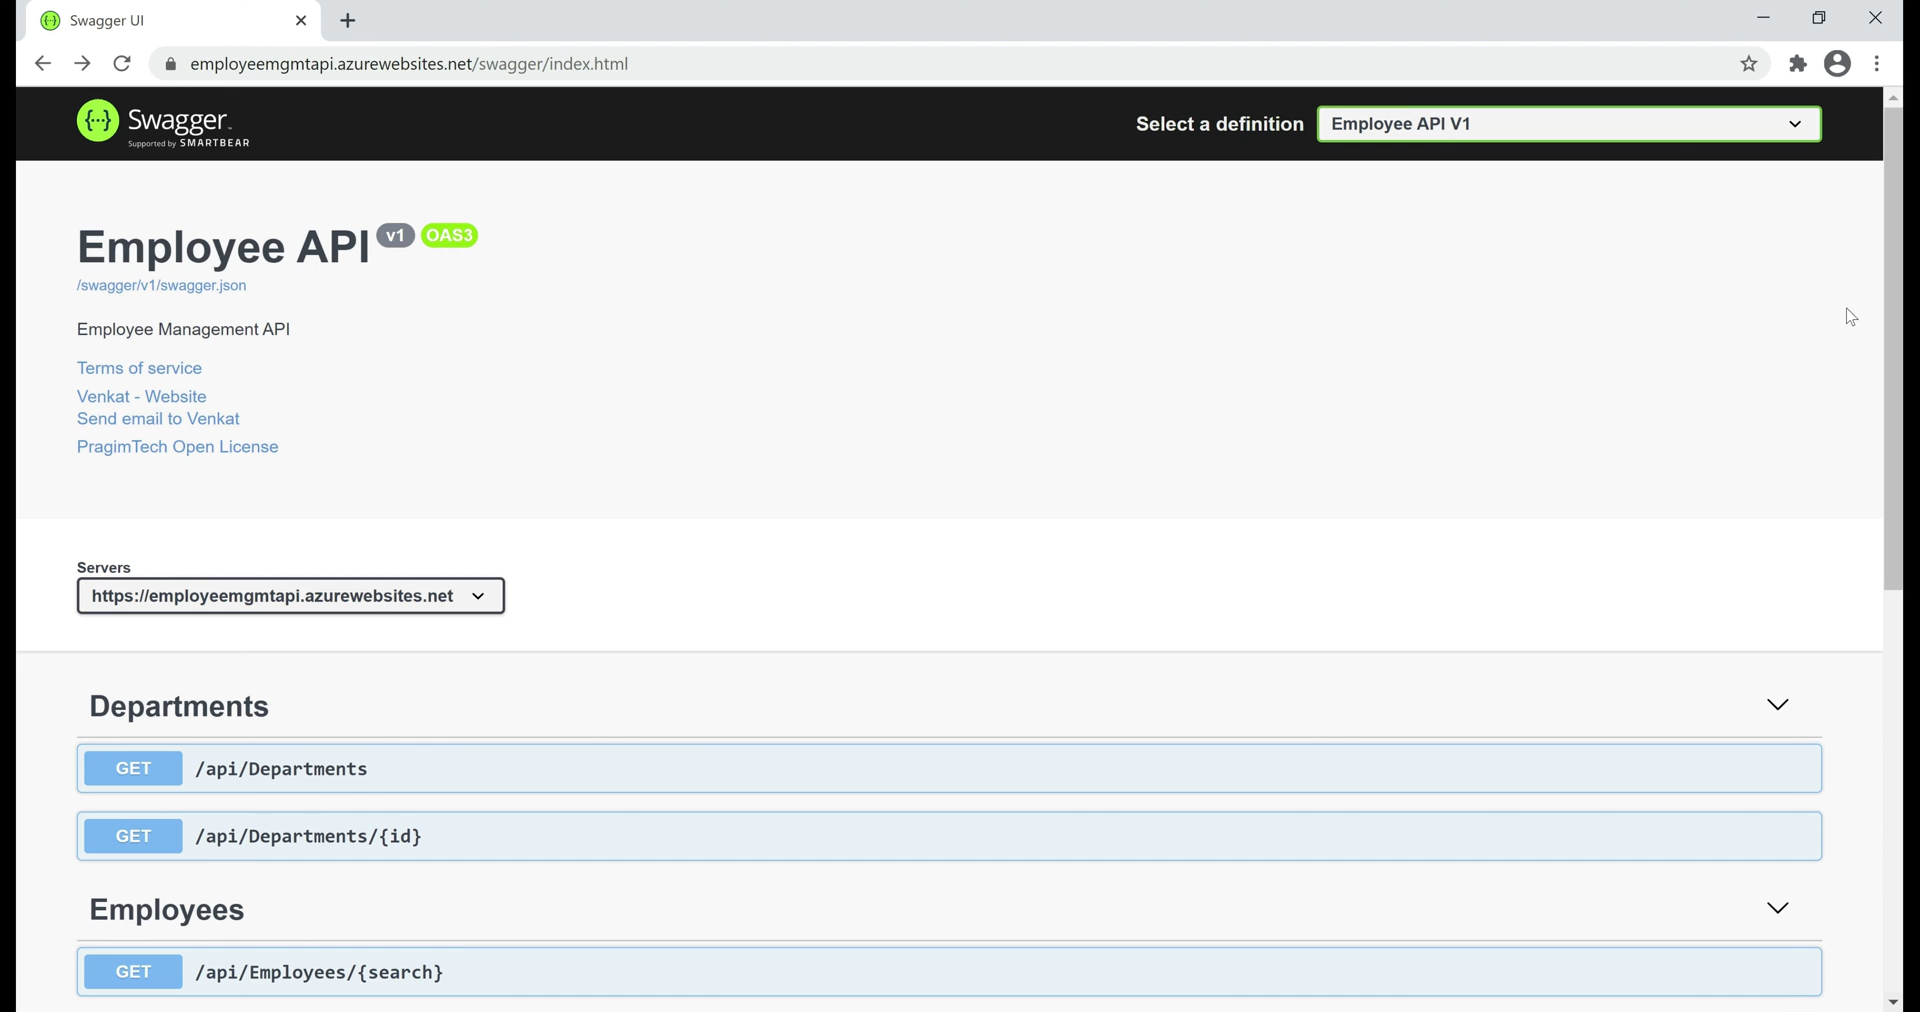 Swagger UI
employeemgmtapi.azurewebsites.net/swagger/index.html
Swagger™
Supported by SMARTBEAR
Select a definition
Employee API V1
Employee API v1 OAS3
/swagger/v1/swagger.json
Employee Management API
Terms of service
Venkat - Website
Send email to Venkat
PragimTech Open License
Servers
https://employeemgmtapi.azurewebsites.net
Departments
GET /api/Departments
GET /api/Departments/{id}
Employees
GET /api/Employees/{search}